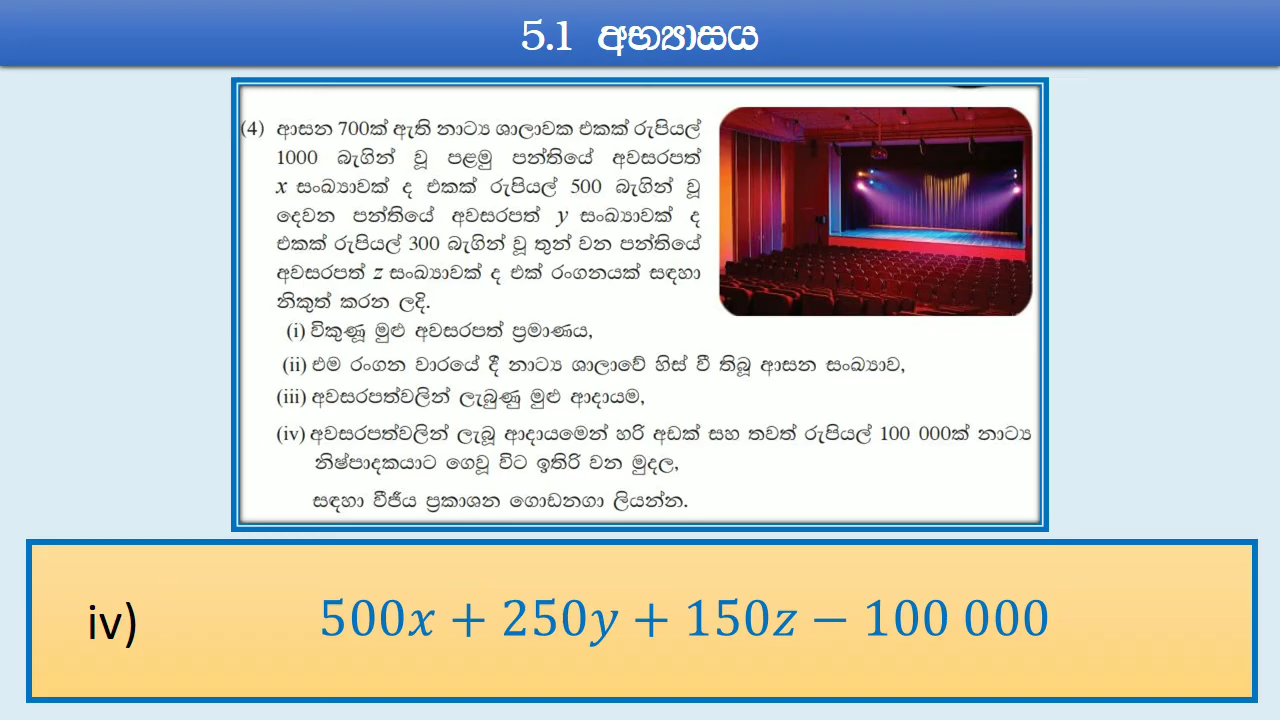 5.1 අභ්‍යාසය
(4) ආසන 700ක් ඇති නාට්‍ය ශාලාවක එකක් රුපියල්
1000 බැගින් වූ පළමු පන්තියේ අවසරපත්
x සංඛ්‍යාවක් ද එකක් රුපියල් 500 බැගින් වූ
දෙවන පන්තියේ අවසරපත් y සංඛ්‍යාවක් ද
එකක් රුපියල් 300 බැගින් වූ තුන් වන පන්තියේ
අවසරපත් z සංඛ්‍යාවක් ද එක් රංගනයක් සඳහා
නිකුත් කරන ලදි.
(i) විකුණූ මුළු අවසරපත් ප්‍රමාණය,
(ii) එම රංගන වාරයේ දී නාට්‍ය ශාලාවේ හිස් වී තිබූ ආසන සංඛ්‍යාව,
(iii) අවසරපත්වලින් ලැබුණු මුළු ආදායම,
(iv) අවසරපත්වලින් ලැබූ ආදායමෙන් හරි අඩක් සහ තවත් රුපියල් 100 000ක් නාට්‍ය
නිෂ්පාදකයාට ගෙවූ විට ඉතිරි වන මුදල,
සඳහා වීජීය ප්‍රකාශන ගොඩනගා ලියන්න.
iv) 500x + 250y + 150z − 100 000